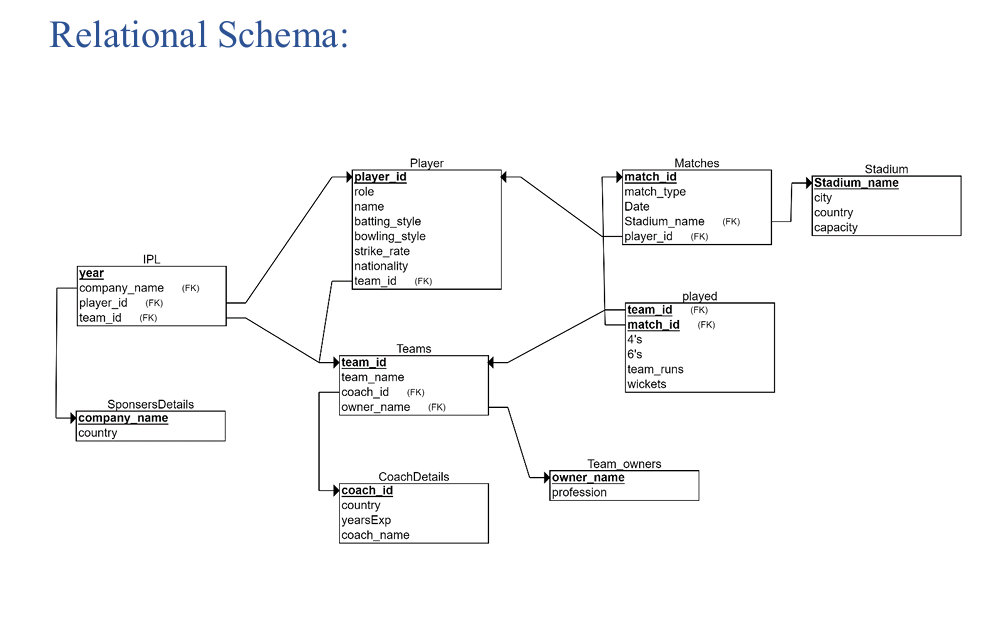 Relational Schema:
Player
player_id
role
name
batting_style
bowling_style
strike_rate
nationality
team_id (FK)
Matches
match_id
match_type
Date
Stadium_name (FK)
player_id (FK)
Stadium
Stadium_name
city
country
capacity
IPL
year
company_name (FK)
player_id (FK)
team_id (FK)
played
team_id (FK)
match_id (FK)
4's
6's
team_runs
wickets
Teams
team_id
team_name
coach_id (FK)
owner_name (FK)
SponsersDetails
company_name
country
CoachDetails
coach_id
country
yearsExp
coach_name
Team_owners
owner_name
profession